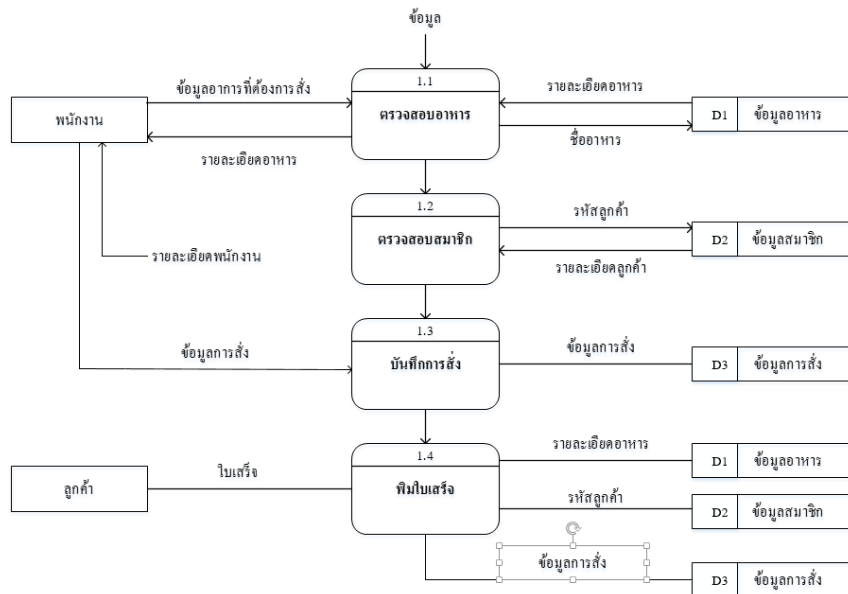 ข้อมูล
1.1
ตรวจสอบอาหาร
ข้อมูลอาการที่ต้องการสั่ง
พนักงาน
รายละเอียดอาหาร
รายละเอียดอาหาร
D1 ข้อมูลอาหาร
ชื่ออาหาร
1.2
ตรวจสอบสมาชิก
รหัสลูกค้า
D2 ข้อมูลสมาชิก
รายละเอียดลูกค้า
รายละเอียดพนักงาน
1.3
บันทึกการสั่ง
ข้อมูลการสั่ง
ข้อมูลการสั่ง
D3 ข้อมูลการสั่ง
1.4
พิมใบเสร็จ
ใบเสร็จ
ลูกค้า
รายละเอียดอาหาร
D1 ข้อมูลอาหาร
รหัสลูกค้า
D2 ข้อมูลสมาชิก
ข้อมูลการสั่ง
D3 ข้อมูลการสั่ง